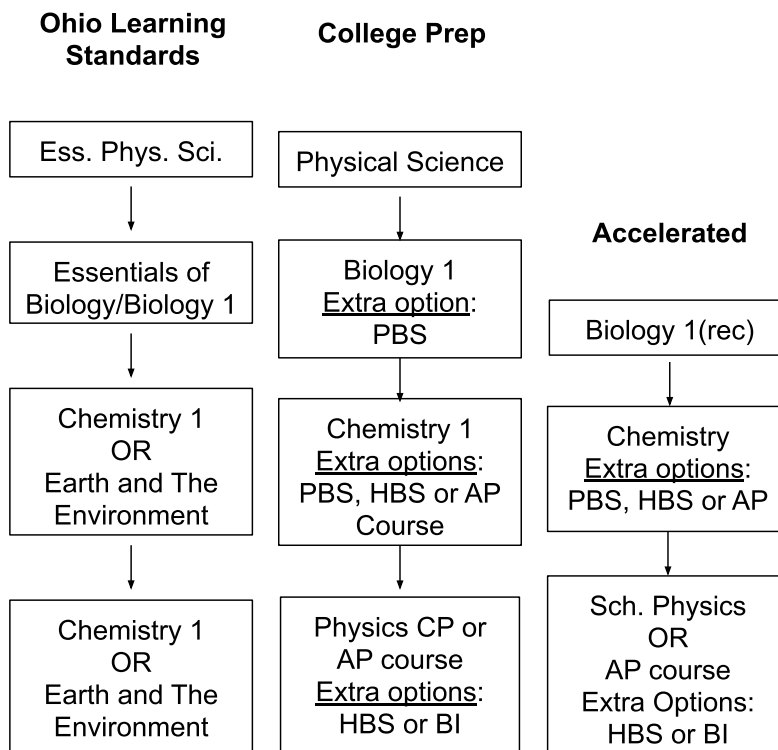 Ohio Learning
Standards
Ess. Phys. Sci.
Essentials of
Biology/Biology 1
Chemistry 1
OR
Earth and The
Environment
Chemistry 1
OR
Earth and The
Environment
College Prep
Physical Science
Biology 1
Extra option:
PBS
Chemistry 1
Extra options:
PBS, HBS or AP
Course
Physics CP or
AP course
Extra options:
HBS or BI
Accelerated
Biology 1(rec)
Chemistry
Extra options:
PBS, HBS or AP
Sch. Physics
OR
AP course
Extra Options:
HBS or BI